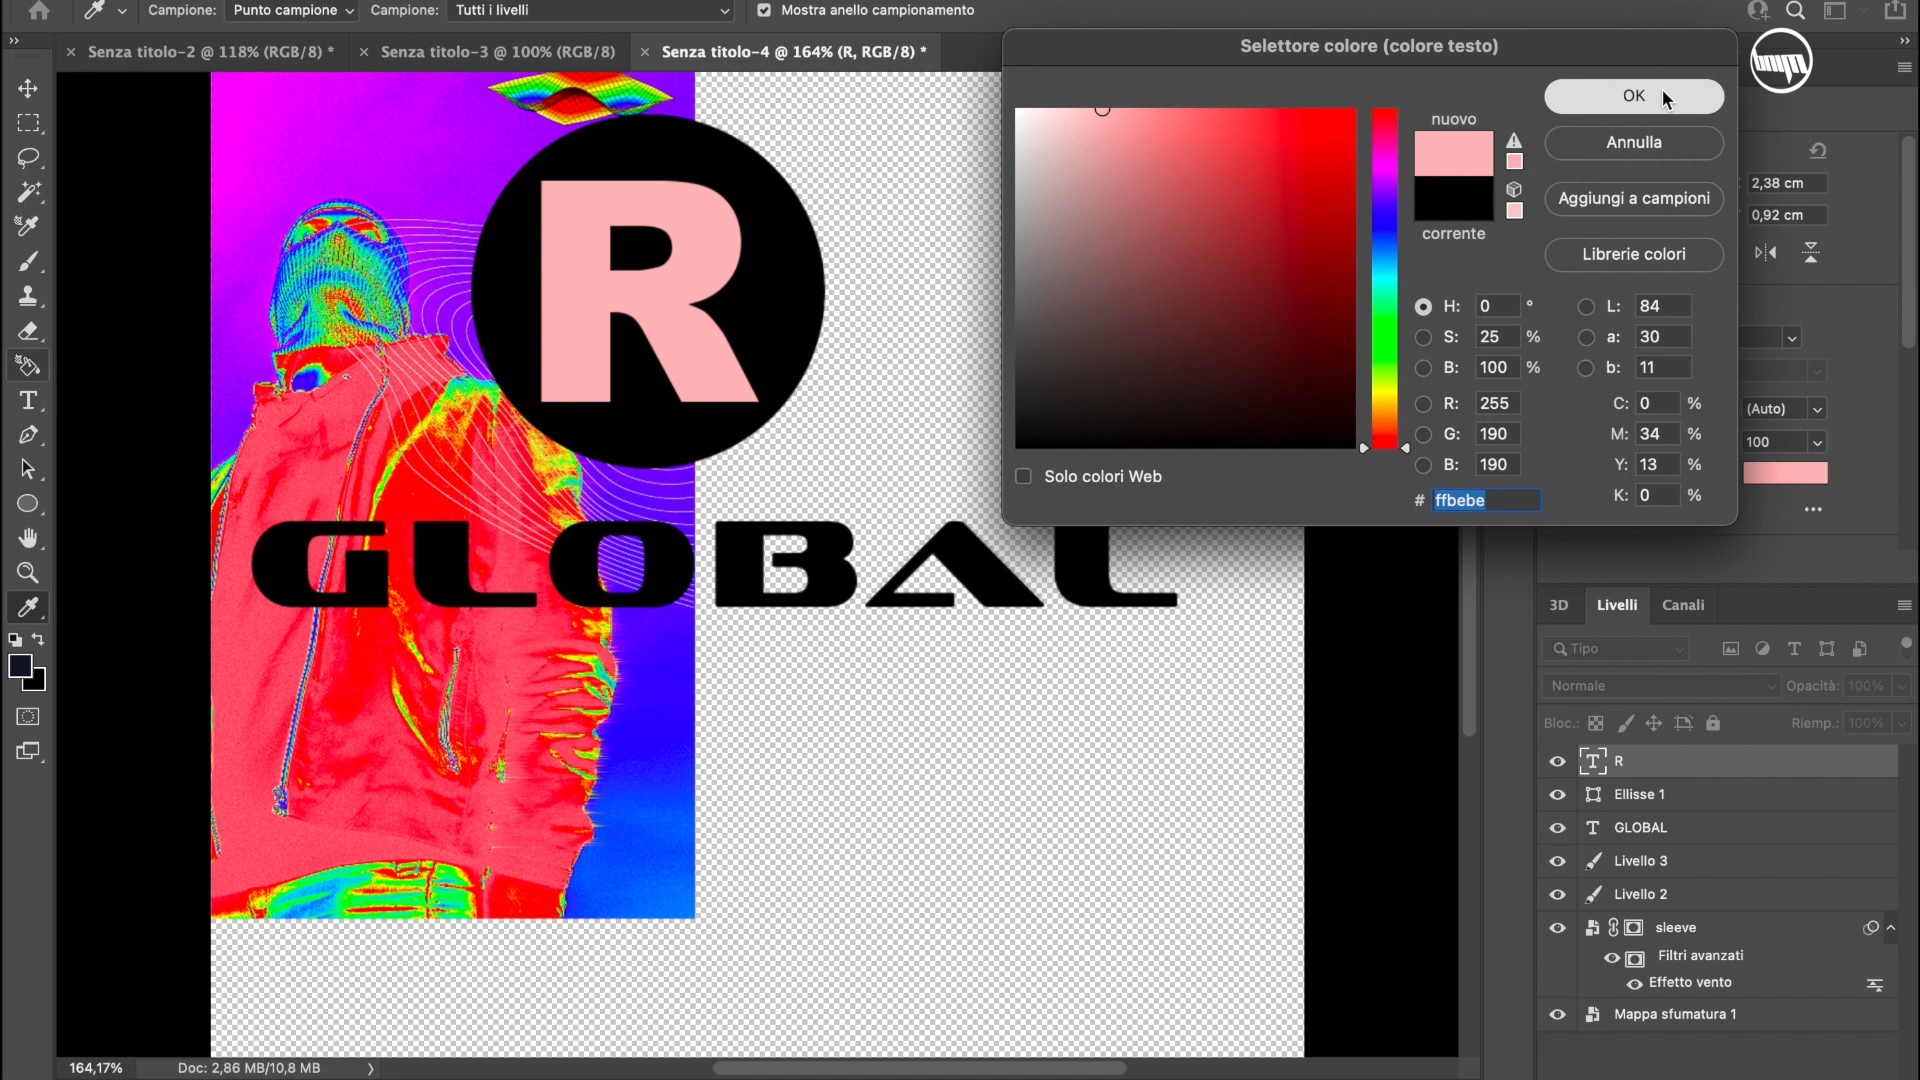 Campione: Punto campione Campione: Tutti i livelli Mostra anello campionamento
Senza titolo-2 @ 118% (RGB/8) * Senza titolo-3 @ 100% (RGB/8) Senza titolo-4 @ 164% (R, RGB/8) *
Selettore colore (colore testo)
OK
nuovo
Annulla
Aggiungi a campioni
corrente
Librerie colori
H: 0 ° L: 84
S: 25 % a: 30
B: 100 % b: 11
R: 255 C: 0 %
G: 190 M: 34 %
B: 190 Y: 13 %
# ffbebe K: 0 %
Solo colori Web
2,38 cm
0,92 cm
(Auto)
100
R
GLOBAL
3D Livelli Canali
Tipo
Normale Opacità: 100%
Bloc.: Riemp.: 100%
R
Ellisse 1
GLOBAL
Livello 3
Livello 2
sleeve
Filtri avanzati
Effetto vento
Mappa sfumatura 1
164,17% Doc: 2,86 MB/10,8 MB